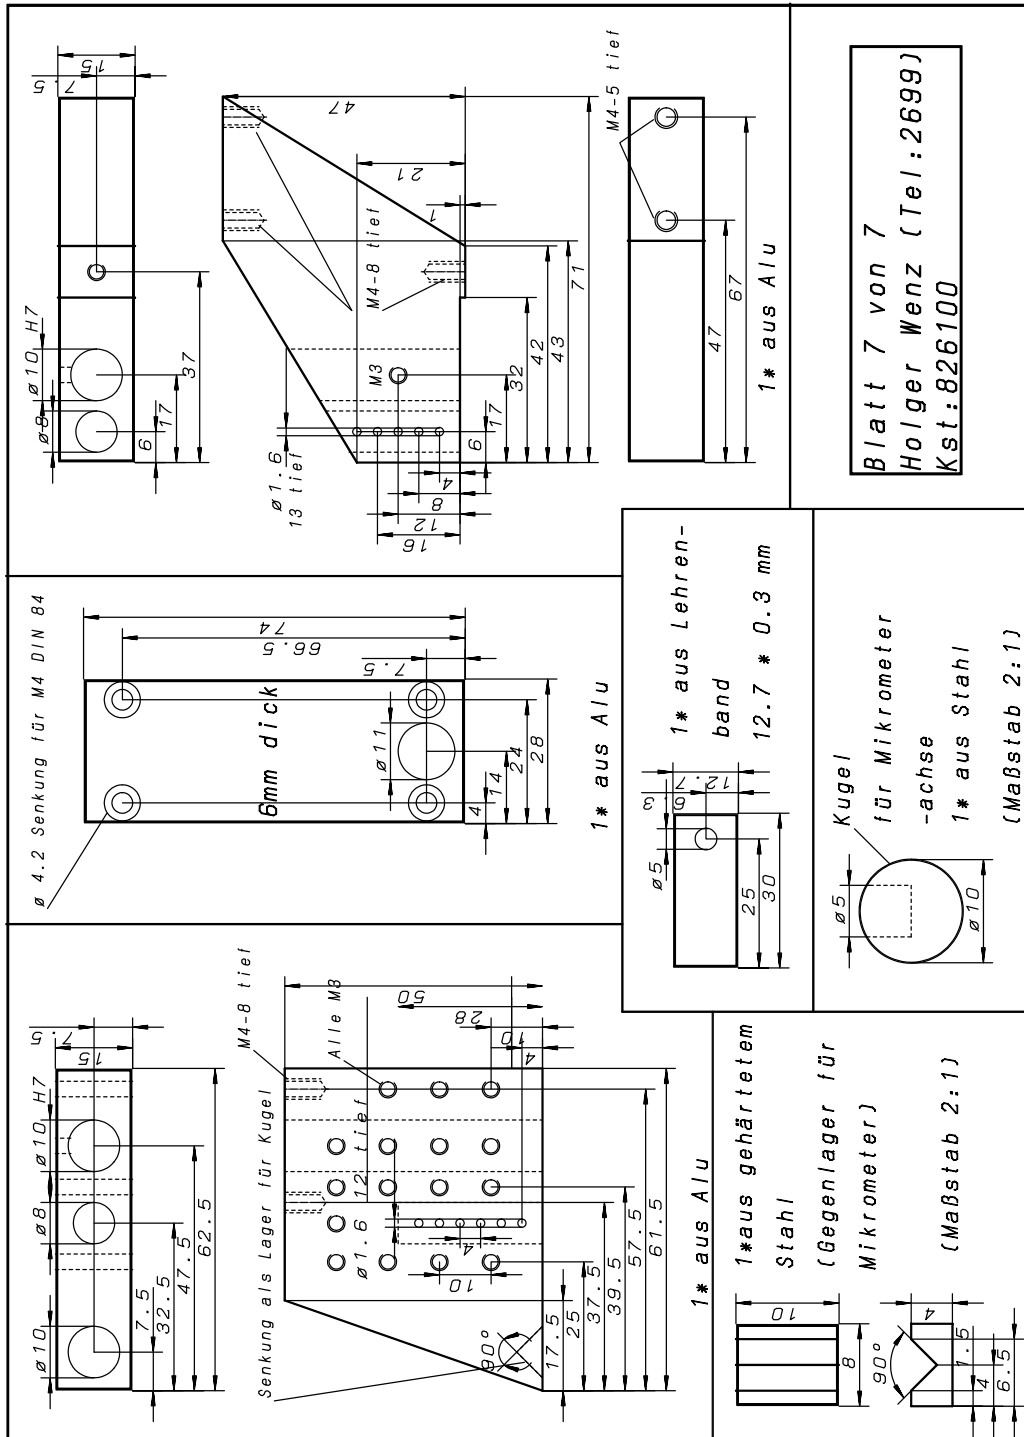 62.5
47.5
32.5
7.5
ø10
ø8
ø10 H7
15
7.5
M4-8 tief
Alle M3
Senkung als Lager für Kugel
ø1.6 12 tief
90°
50
28
10
4
4
10
17.5
25
37.5
39.5
57.5
61.5
1* aus Alu
10
8
90°
4
1.5
4
6.5
1*aus gehärtetem
Stahl
(Gegenlager für
Mikrometer)
(Maßstab 2:1)
ø 4.2 Senkung für M4 DIN 84
6mm dick
ø11
74
66.5
7.5
4
14
24
28
1* aus Alu
ø5
6.3
12.7
25
30
1* aus Lehren-
band
12.7 * 0.3 mm
ø5
ø10
Kugel
für Mikrometer
-achse
1* aus Stahl
(Maßstab 2:1)
ø8
ø10 H7
15
7.5
6
17
37
ø1.6
13 tief
M3
M4-8 tief
47
21
1
4
8
12
16
6
17
32
42
43
71
M4-5 tief
47
67
1* aus Alu
Blatt 7 von 7
Holger Wenz (Tel:2699)
Kst:826100